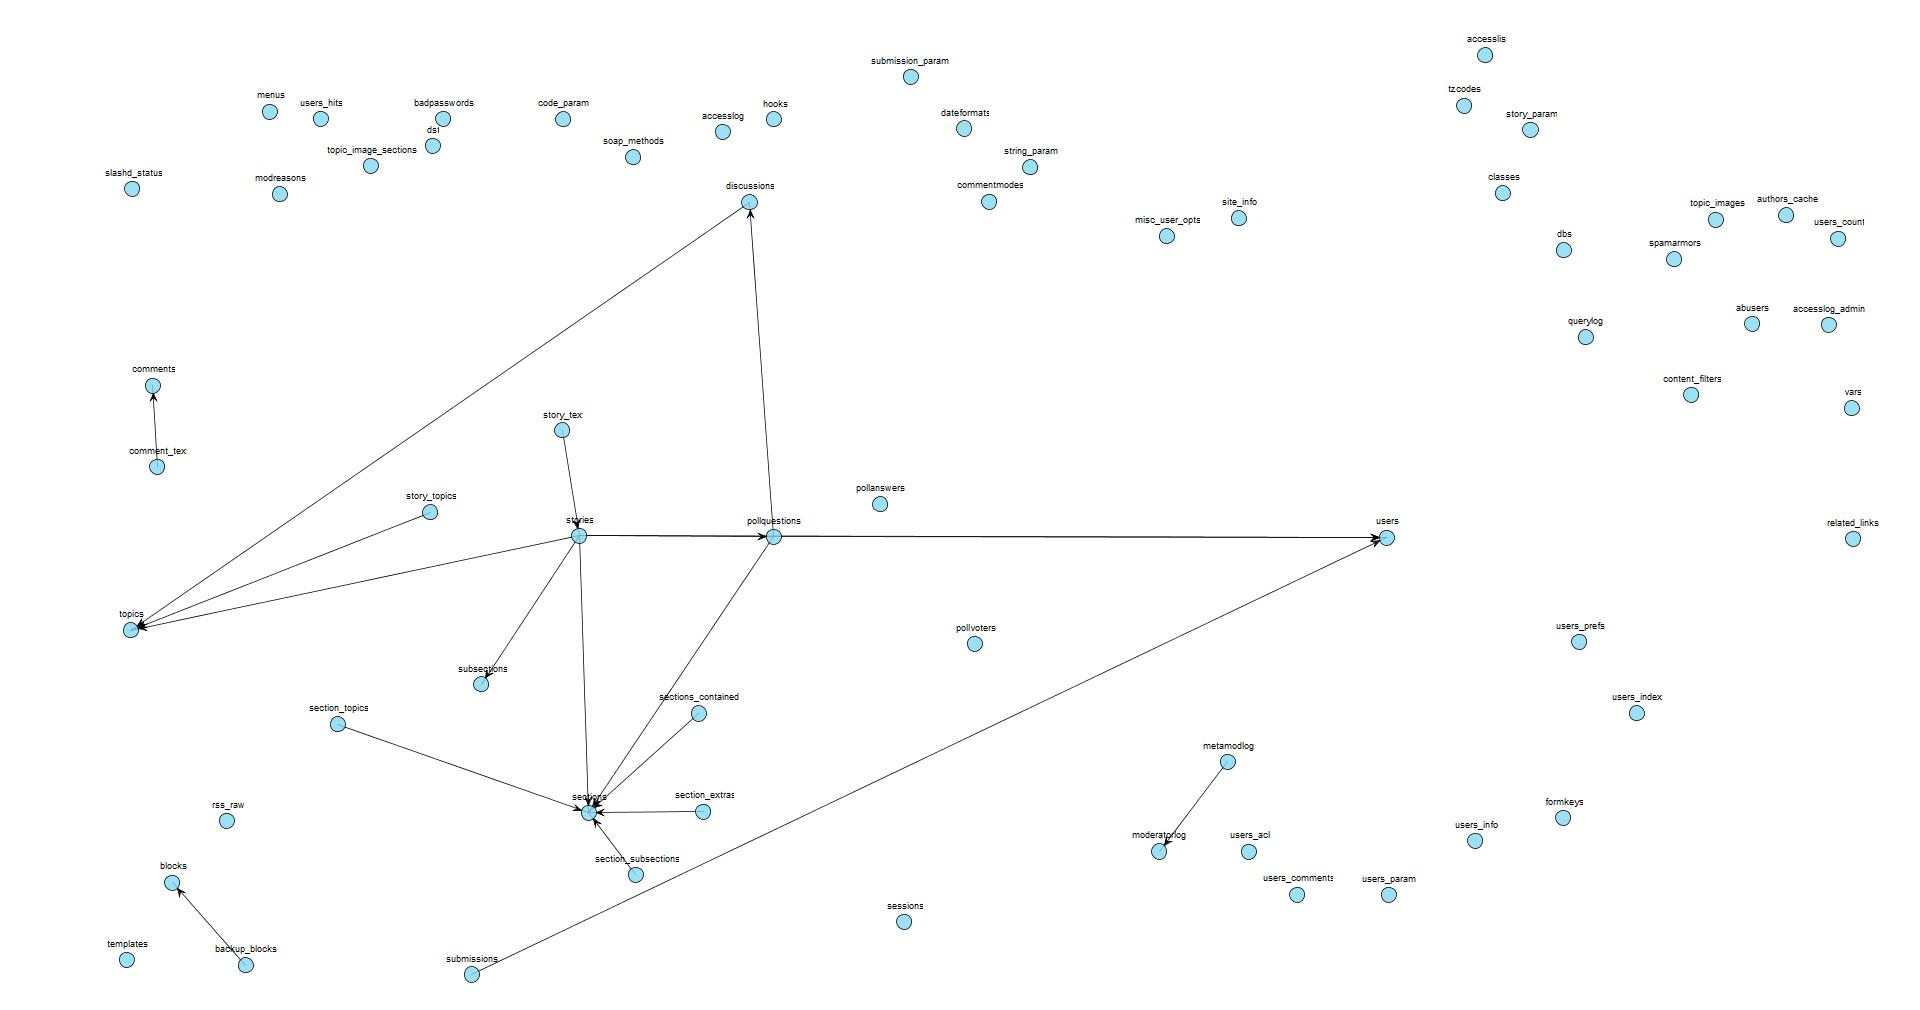 accesslis
submission_param
tzcodes
menus
users_hits
badpasswords
code_param
hooks
accesslog
dateformats
story_param
dst
soap_methods
topic_image_sections
string_param
slashd_status
modreasons
discussions
commentmodes
classes
authors_cache
topic_images
site_info
misc_user_opts
users_count
dbs
spamarmors
abusers
accesslog_admin
querylog
comments
content_filters
vars
story_tex
comment_tex
pollanswers
story_topics
stories
pollquestions
users
related_links
topics
pollvoters
users_prefs
subsections
sections_contained
users_index
section_topics
metamodlog
sections
section_extras
formkeys
rss_raw
users_info
moderatorlog
users_acl
section_subsections
blocks
users_comments
users_param
sessions
templates
backup_blocks
submissions